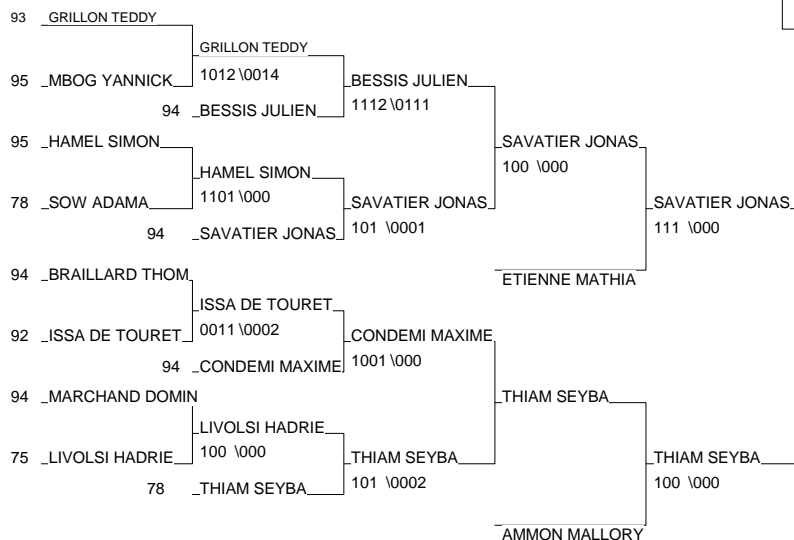 93 GRILLON TEDDY
GRILLON TEDDY
1012 \0014
95 MBOG YANNICK
BESSIS JULIEN
1112 \0111
94 BESSIS JULIEN
95 HAMEL SIMON
SAVATIER JONAS
100 \000
HAMEL SIMON
1101 \000
78 SOW ADAMA
SAVATIER JONAS
101 \0001
SAVATIER JONAS
111 \000
94 SAVATIER JONAS
94 BRAILLARD THOM
ETIENNE MATHIA
ISSA DE TOURET
0011 \0002
92 ISSA DE TOURET
CONDEMI MAXIME
1001 \000
94 CONDEMI MAXIME
94 MARCHAND DOMIN
THIAM SEYBA
LIVOLSI HADRIE
100 \000
75 LIVOLSI HADRIE
THIAM SEYBA
101 \0002
THIAM SEYBA
100 \000
78 THIAM SEYBA
AMMON MALLORY